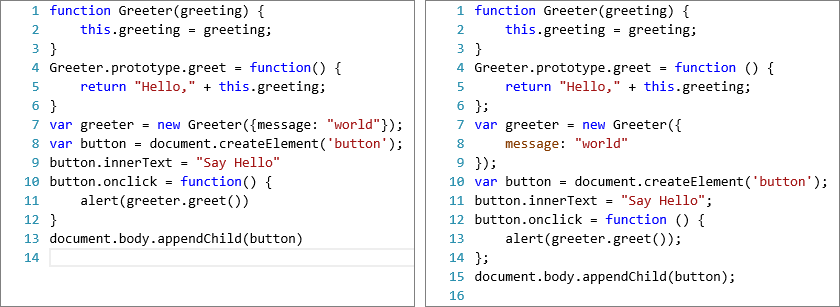 1 function Greeter(greeting) {
2     this.greeting = greeting;
3 }
4 Greeter.prototype.greet = function() {
5     return "Hello," + this.greeting;
6 }
7 var greeter = new Greeter({message: "world"});
8 var button = document.createElement('button');
9 button.innerText = "Say Hello"
10 button.onclick = function() {
11     alert(greeter.greet())
12 }
13 document.body.appendChild(button)
14
1 function Greeter(greeting) {
2     this.greeting = greeting;
3 }
4 Greeter.prototype.greet = function () {
5     return "Hello," + this.greeting;
6 };
7 var greeter = new Greeter({
8     message: "world"
9 });
10 var button = document.createElement('button');
11 button.innerText = "Say Hello";
12 button.onclick = function () {
13     alert(greeter.greet());
14 };
15 document.body.appendChild(button);
16